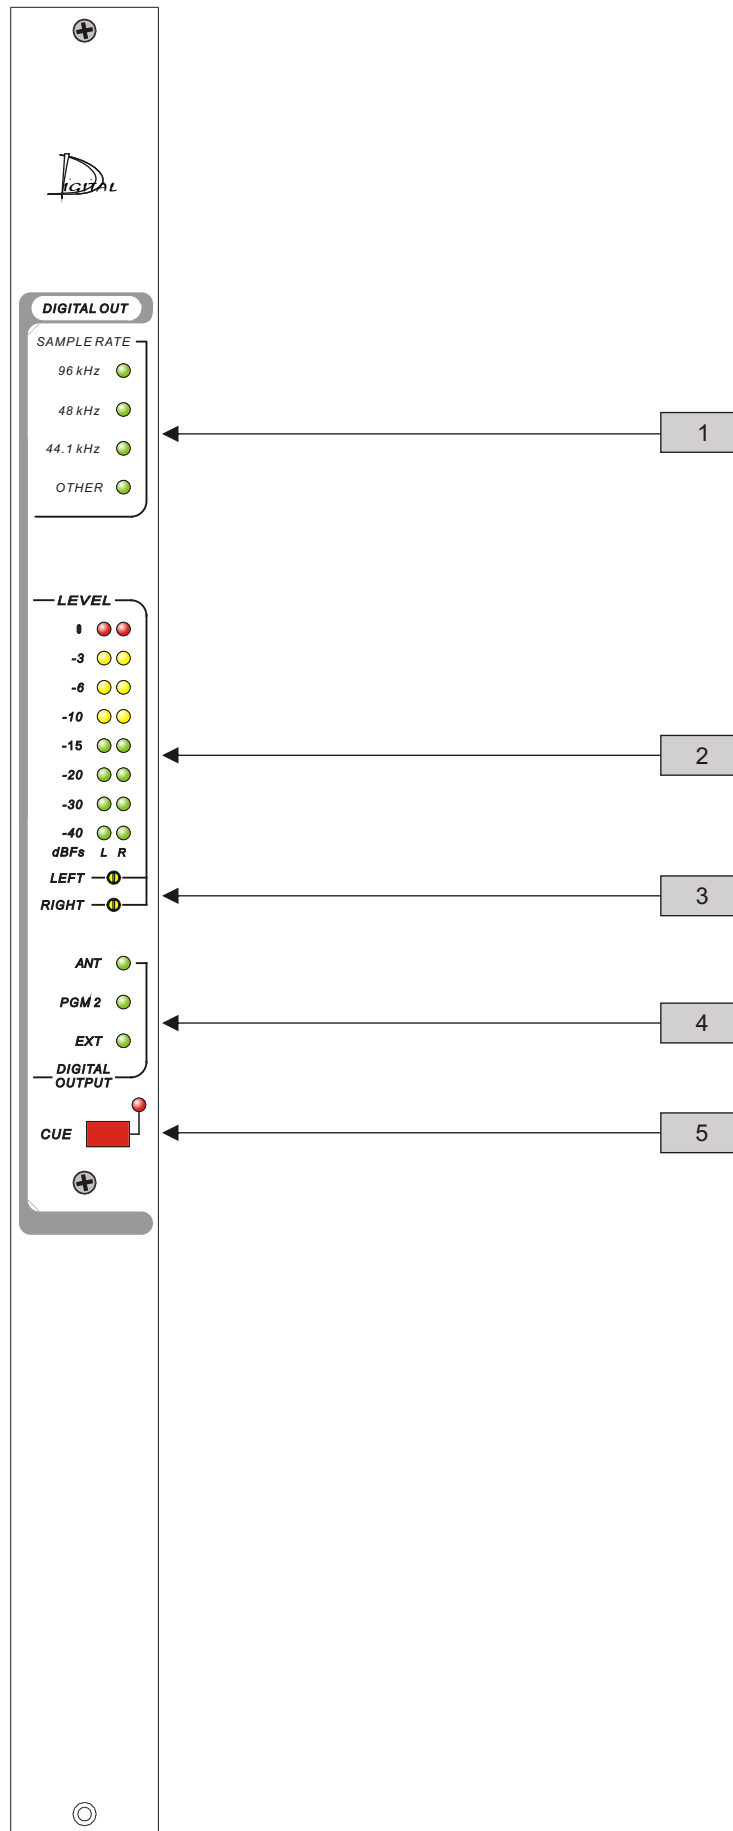 DIGITAL
DIGITAL OUT
SAMPLE RATE
96 kHz
48 kHz
44.1 kHz
OTHER
1
LEVEL
0
-3
-6
-10
-15
-20
-30
-40
dBFs L R
2
LEFT
RIGHT
3
ANT
PGM 2
EXT
DIGITAL
OUTPUT
4
CUE
5